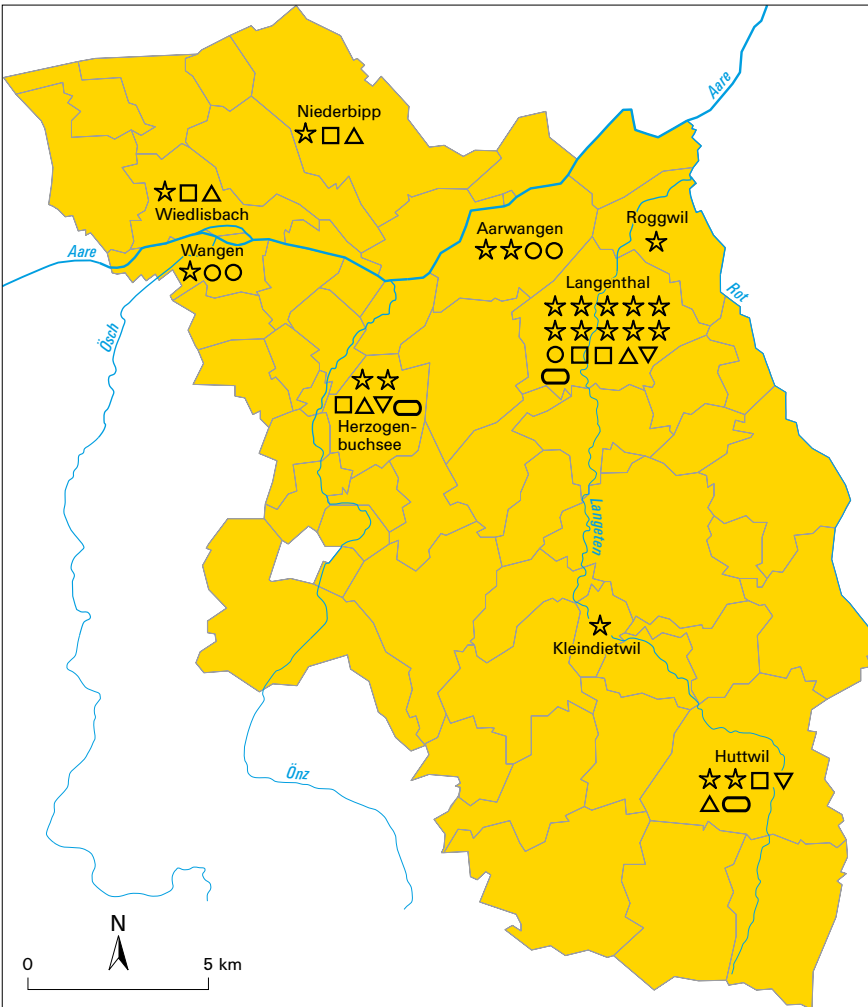 Aare
Niederbipp
Wiedlisbach
Aarwangen
Roggwil
Aare
Wangen
Langenthal
Rot
Ösch
Herzogen-
buchsee
Langeten
Kleindietwil
Huttwil
Önz
N
0 5 km